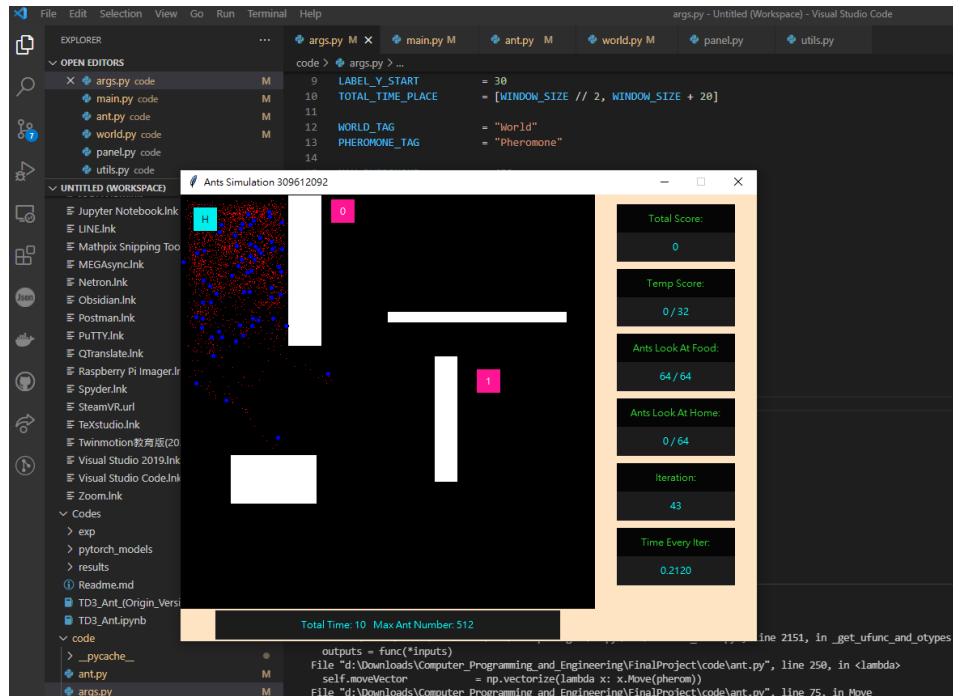 File Edit Selection View Go Run Terminal Help
args.py - Untitled (Workspace) - Visual Studio Code
EXPLORER ···
args.py M main.py M ant.py M world.py M panel.py utils.py
OPEN EDITORS
code > args.py > ...
args.py code M
main.py code M
ant.py code M
world.py code M
panel.py code
utils.py code
9 LABEL_Y_START = 30
10 TOTAL_TIME_PLACE = [WINDOW_SIZE // 2, WINDOW_SIZE + 20]
11
12 WORLD_TAG = "World"
13 PHEROMONE_TAG = "Pheromone"
14
UNTITLED (WORKSPACE)
Jupyter Notebook.lnk
LINE.lnk
Mathpix Snipping Too
MEGAsync.lnk
Netron.lnk
Obsidian.lnk
Postman.lnk
PuTTY.lnk
QTranslate.lnk
Raspberry Pi Imager.lr
Spyder.lnk
SteamVR.url
TeXstudio.lnk
Twinmotion教育版(20
Visual Studio 2019.lnk
Visual Studio Code.lnk
Zoom.lnk
Codes
exp
pytorch_models
results
Readme.md
TD3_Ant_(Origin_Versi
TD3_Ant.ipynb
code
__pycache__
ant.py M
args.py M
7
Json
Ants Simulation 309612092
H
0
1
Total Score:
0
Temp Score:
0 / 32
Ants Look At Food:
64 / 64
Ants Look At Home:
0 / 64
Iteration:
43
Time Every Iter:
0.2120
Total Time: 10 Max Ant Number: 512
line 2151, in _get_ufunc_and_otypes
outputs = func(*inputs)
File "d:\Downloads\Computer_Programming_and_Engineering\FinalProject\code\ant.py", line 250, in <lambda>
self.moveVector = np.vectorize(lambda x: x.Move(pherom))
File "d:\Downloads\Computer_Programming_and_Engineering\FinalProject\code\ant.py", line 75, in Move